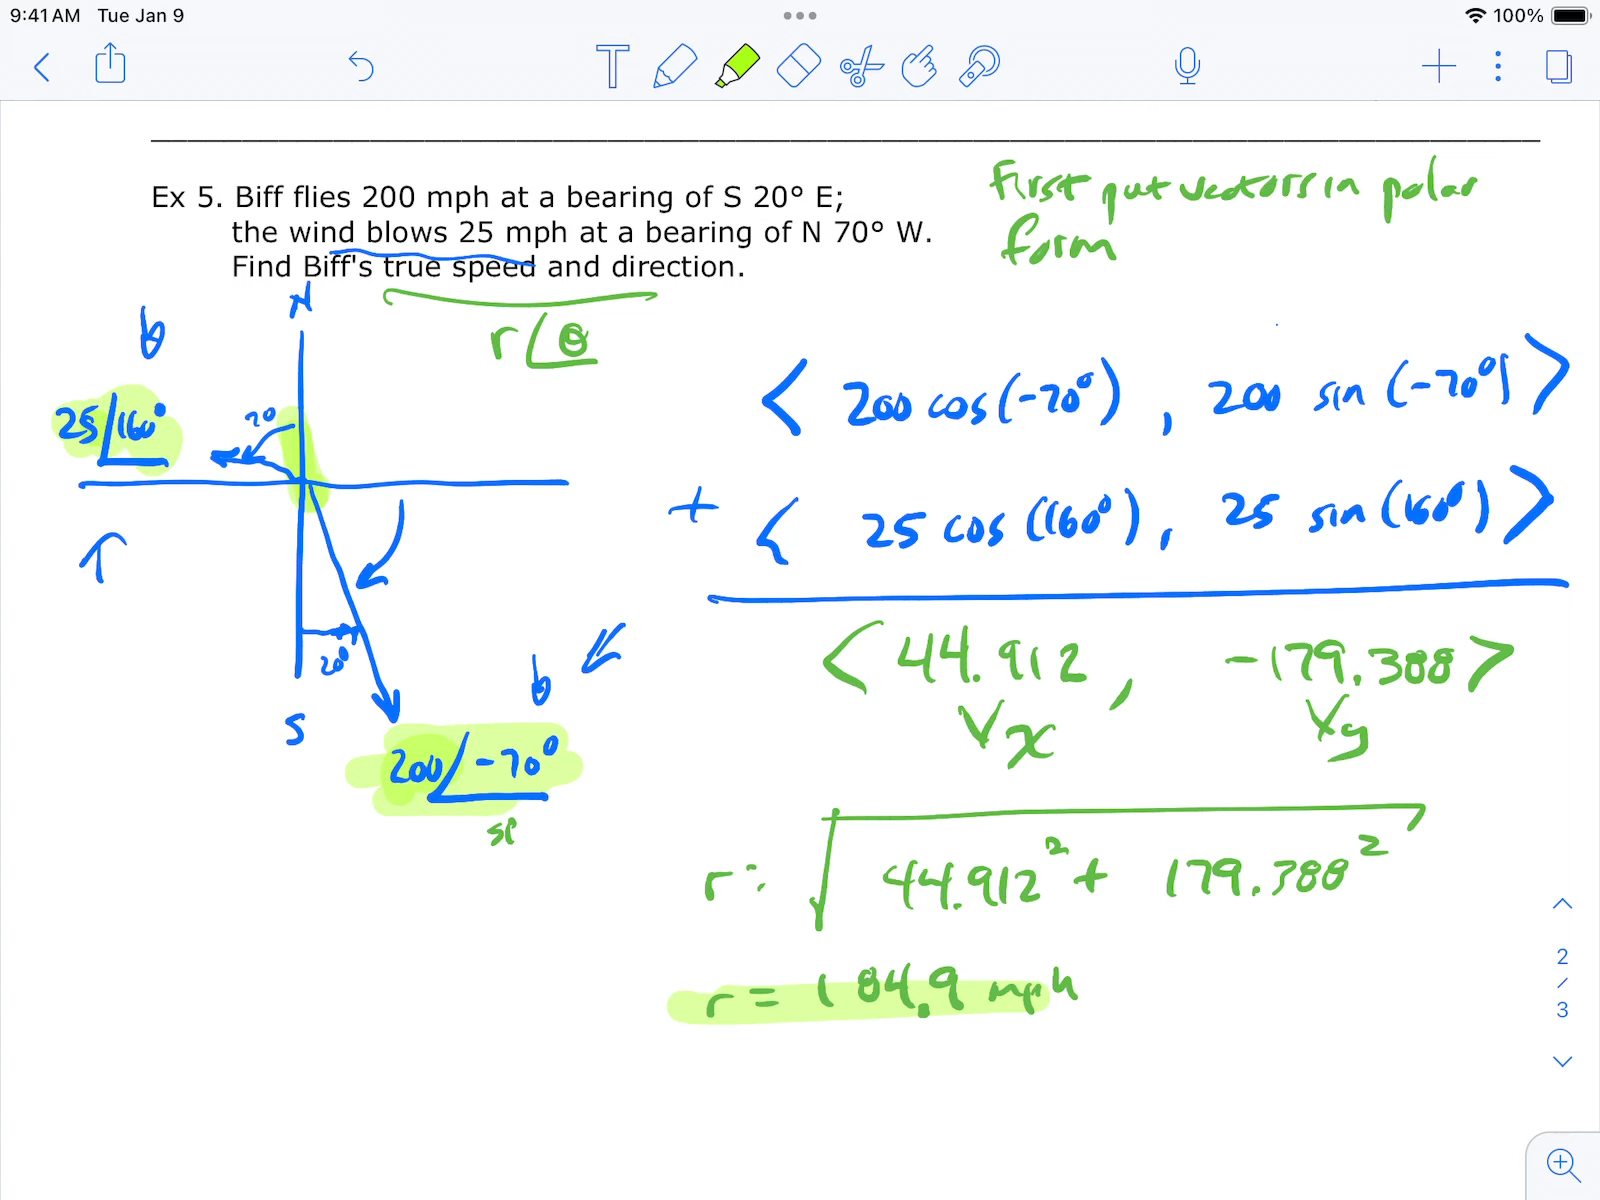 9:41 AM Tue Jan 9
100%
Ex 5. Biff flies 200 mph at a bearing of S 20° E;
the wind blows 25 mph at a bearing of N 70° W.
Find Biff's true speed and direction.
First put vectors in polar
form
N
r∠θ
25∠160°
70
< 200 cos(-70°) , 200 sin (-70°) >
+ < 25 cos (160°) , 25 sin (160°) >
20°
S
200∠-70°
< 44.912 , -179.388 >
Vx Vy
r = √ 44.912² + 179.388²
r = 184.9 mph
2
/
3